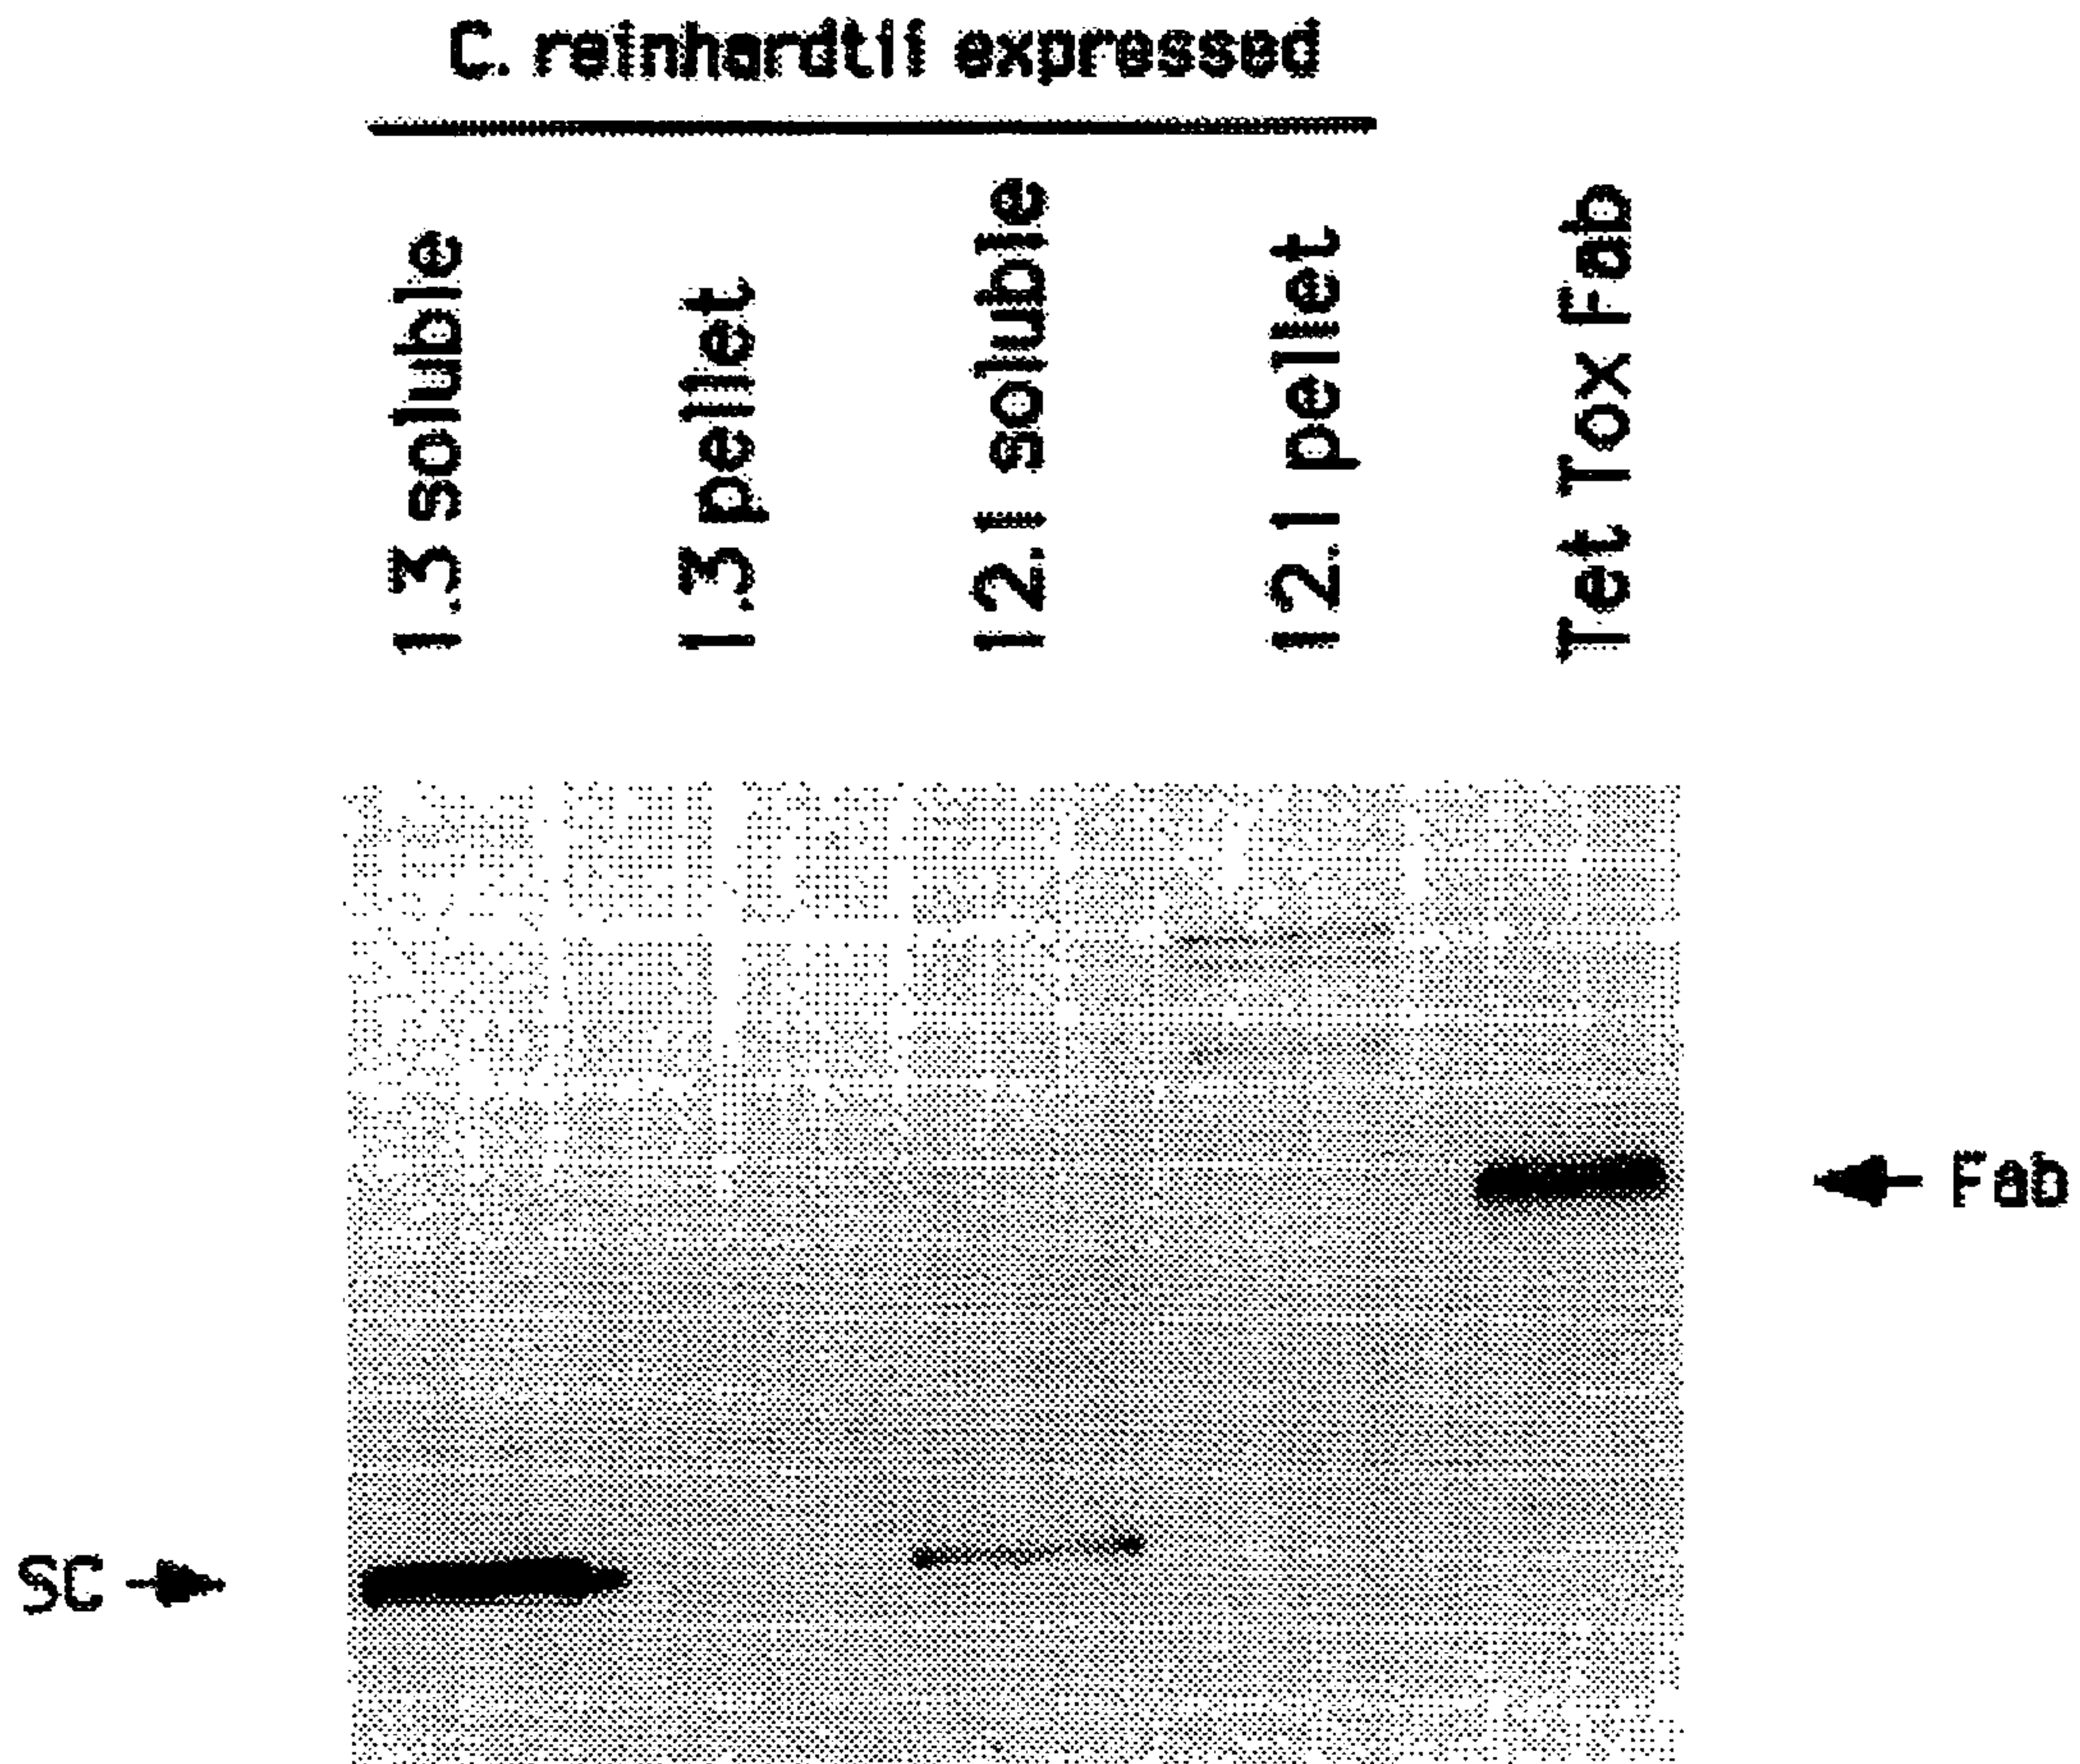 C. reinhardtii expressed
1.3 soluble
1.3 pellet
12.1 soluble
12.1 pellet
Tet Tox Fab
Fab
SC